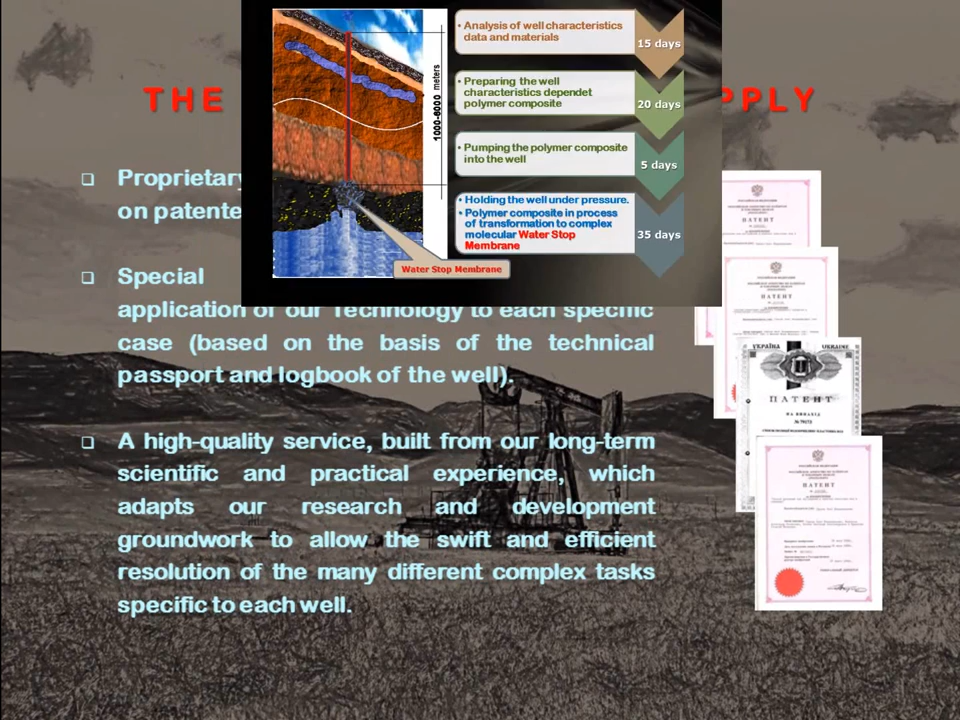 • Analysis of well characteristics
data and materials
15 days
• Preparing the well
characteristics dependet
polymer composite
20 days
• Pumping the polymer composite
into the well
5 days
• Holding the well under pressure.
• Polymer composite in process
of transformation to complex
molecular Water Stop
Membrane
35 days
1000-6000 meters
Water Stop Membrane
THE PPLY
❑ Proprietary
on patente
❑ Special
application of our Technology to each specific
case (based on the basis of the technical
passport and logbook of the well).
❑ A high-quality service, built from our long-term
scientific and practical experience, which
adapts our research and development
groundwork to allow the swift and efficient
resolution of the many different complex tasks
specific to each well.
ПАТЕНТ
ПАТЕНТ
УКРАЇНА UKRAINE
ПАТЕНТ
НА ВИНАХІД
ПАТЕНТ